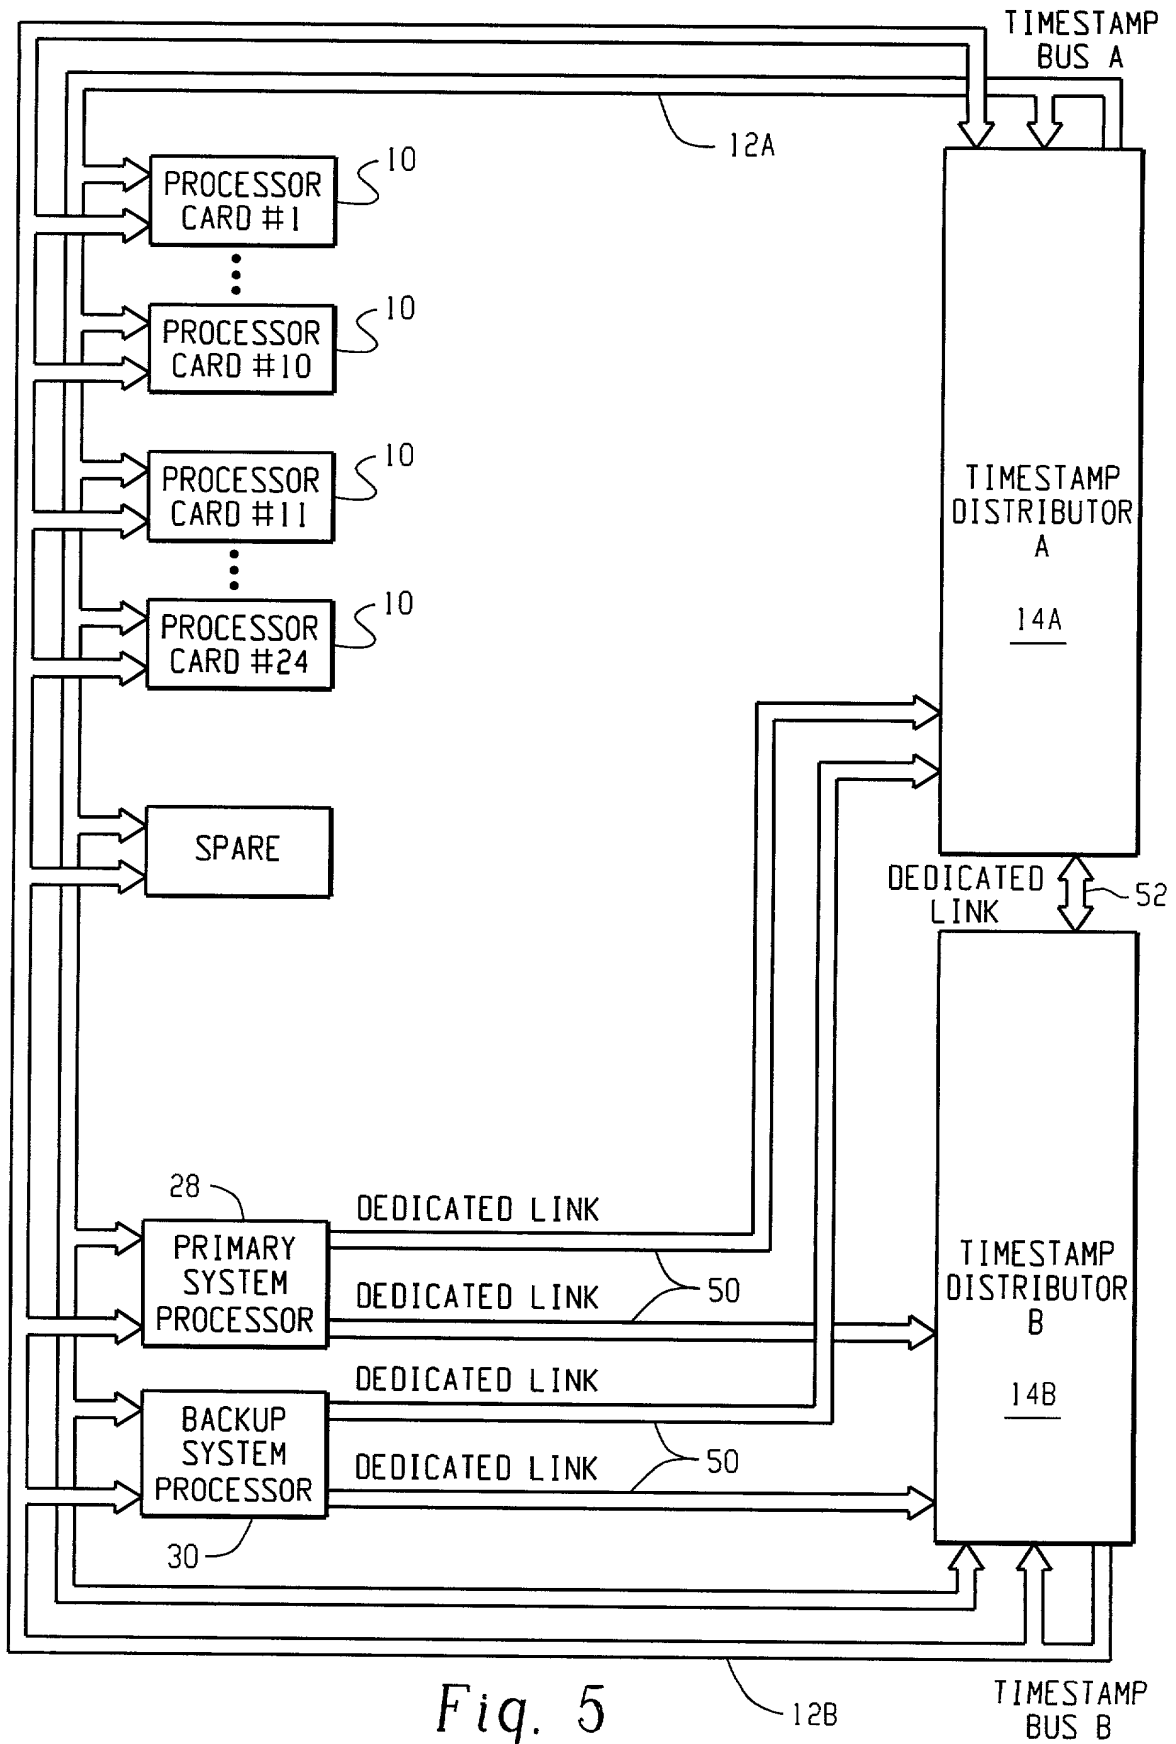 TIMESTAMP
BUS A
12A
PROCESSOR
CARD #1
10
PROCESSOR
CARD #10
10
PROCESSOR
CARD #11
10
PROCESSOR
CARD #24
10
TIMESTAMP
DISTRIBUTOR
A
14A
SPARE
DEDICATED
LINK
52
28
PRIMARY
SYSTEM
PROCESSOR
DEDICATED LINK
50
DEDICATED LINK
TIMESTAMP
DISTRIBUTOR
B
14B
BACKUP
SYSTEM
PROCESSOR
30
DEDICATED LINK
50
DEDICATED LINK
12B
TIMESTAMP
BUS B
Fig. 5